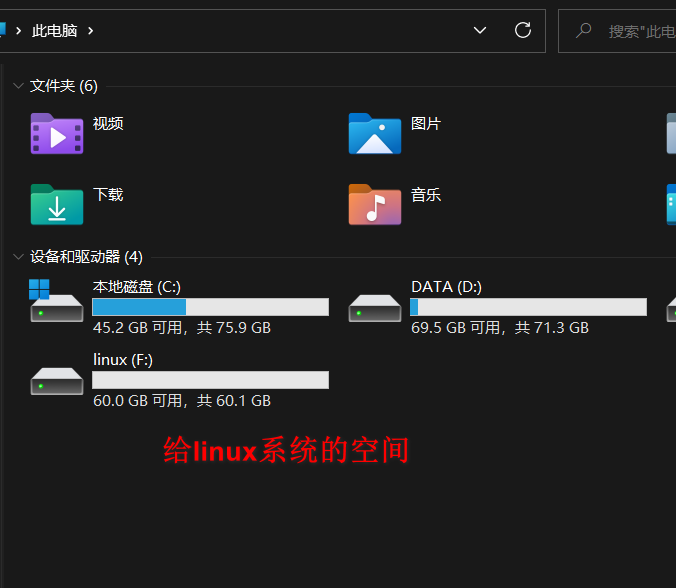 此电脑
搜索"此电
文件夹 (6)
视频
图片
下载
音乐
设备和驱动器 (4)
本地磁盘 (C:)
DATA (D:)
45.2 GB 可用，共 75.9 GB
69.5 GB 可用，共 71.3 GB
linux (F:)
60.0 GB 可用，共 60.1 GB
给linux系统的空间